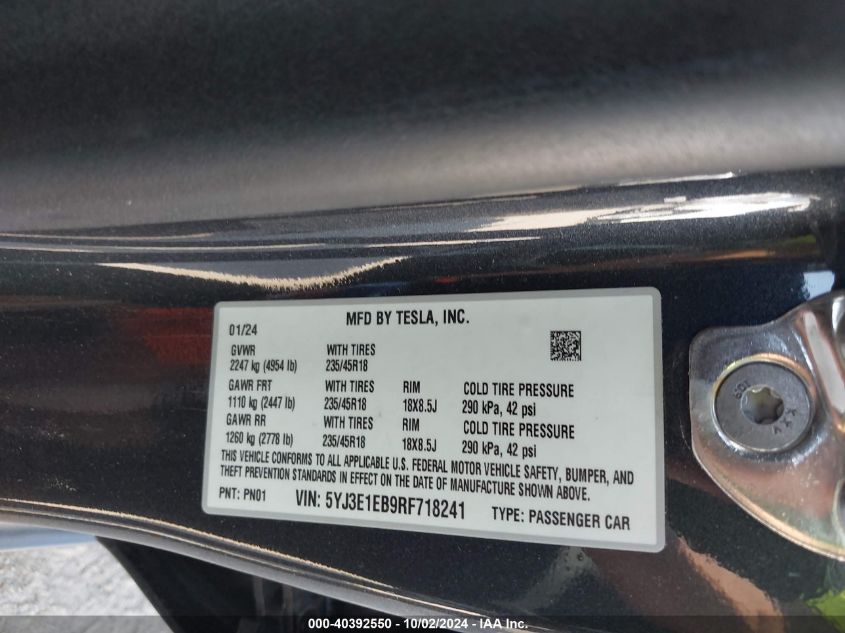 MFD BY TESLA, INC.
01/24
GVWR WITH TIRES
2247 kg (4954 lb) 235/45R18
GAWR FRT WITH TIRES RIM COLD TIRE PRESSURE
1110 kg (2447 lb) 235/45R18 18X8.5J 290 kPa, 42 psi
GAWR RR WITH TIRES RIM COLD TIRE PRESSURE
1260 kg (2778 lb) 235/45R18 18X8.5J 290 kPa, 42 psi
THIS VEHICLE CONFORMS TO ALL APPLICABLE U.S. FEDERAL MOTOR VEHICLE SAFETY, BUMPER, AND
THEFT PREVENTION STANDARDS IN EFFECT ON THE DATE OF MANUFACTURE SHOWN ABOVE.
PNT: PN01 VIN: 5YJ3E1EB9RF718241 TYPE: PASSENGER CAR
000-40392550 - 10/02/2024 - IAA Inc.